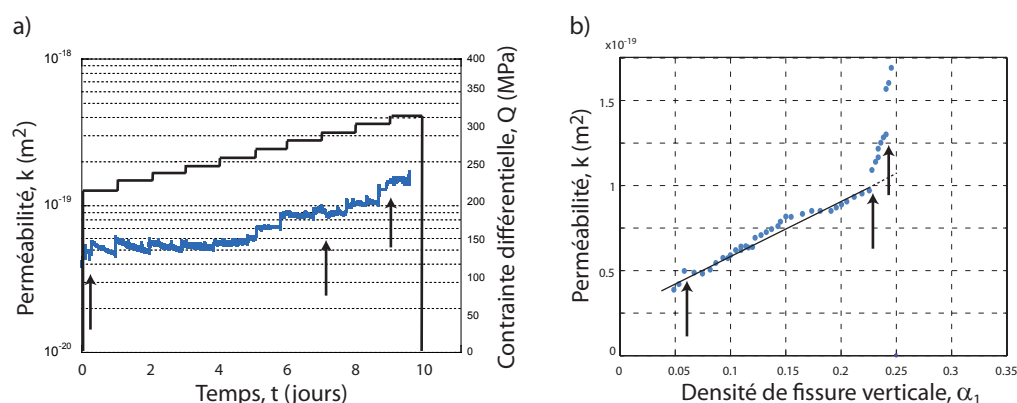 a)
10⁻¹⁸
10⁻¹⁹
10⁻²⁰
Perméabilité, k (m²)
400
350
300
250
200
150
100
50
0
Contrainte différentielle, Q (MPa)
0 2 4 6 8 10
Temps, t (jours)
b)
x10⁻¹⁹
1.5
1
0.5
0
Perméabilité, k (m²)
0 0.05 0.1 0.15 0.2 0.25 0.3 0.35
Densité de fissure verticale, α₁